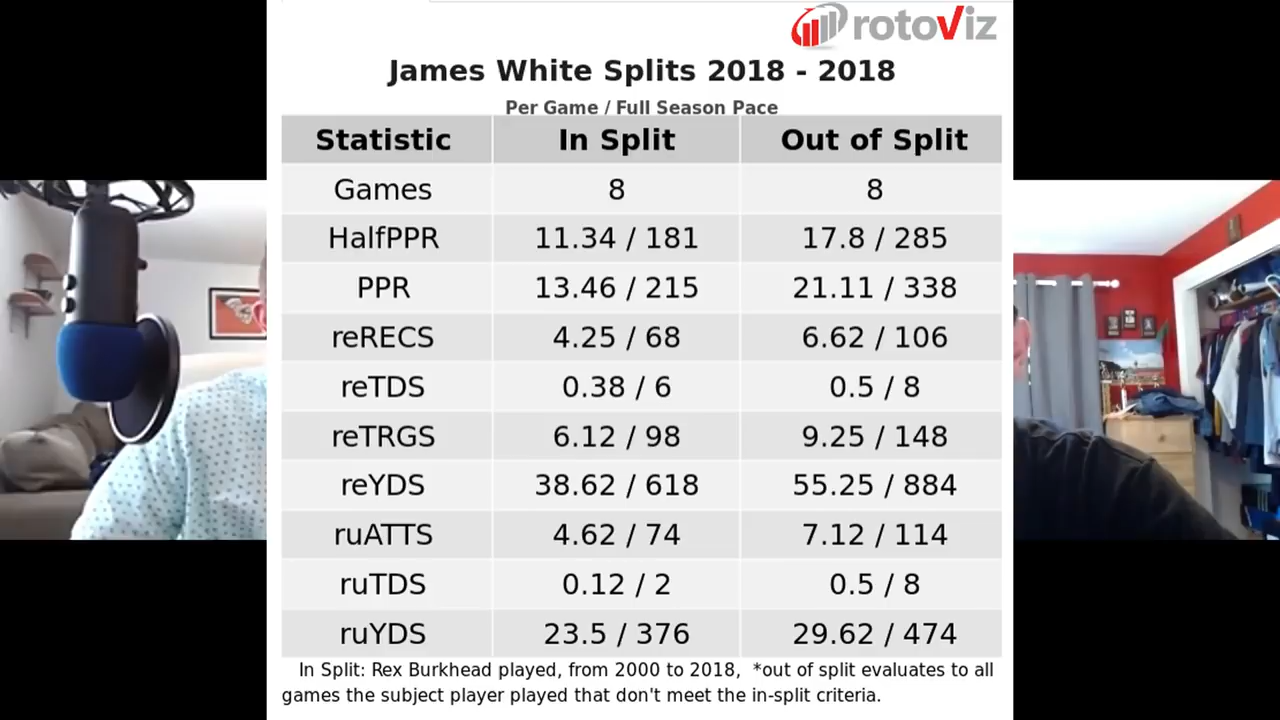 rotoViz
James White Splits 2018 - 2018
Per Game / Full Season Pace
Statistic In Split Out of Split
Games 8 8
HalfPPR 11.34 / 181 17.8 / 285
PPR 13.46 / 215 21.11 / 338
reRECS 4.25 / 68 6.62 / 106
reTDS 0.38 / 6 0.5 / 8
reTRGS 6.12 / 98 9.25 / 148
reYDS 38.62 / 618 55.25 / 884
ruATTS 4.62 / 74 7.12 / 114
ruTDS 0.12 / 2 0.5 / 8
ruYDS 23.5 / 376 29.62 / 474
In Split: Rex Burkhead played, from 2000 to 2018, *out of split evaluates to all
games the subject player played that don't meet the in-split criteria.